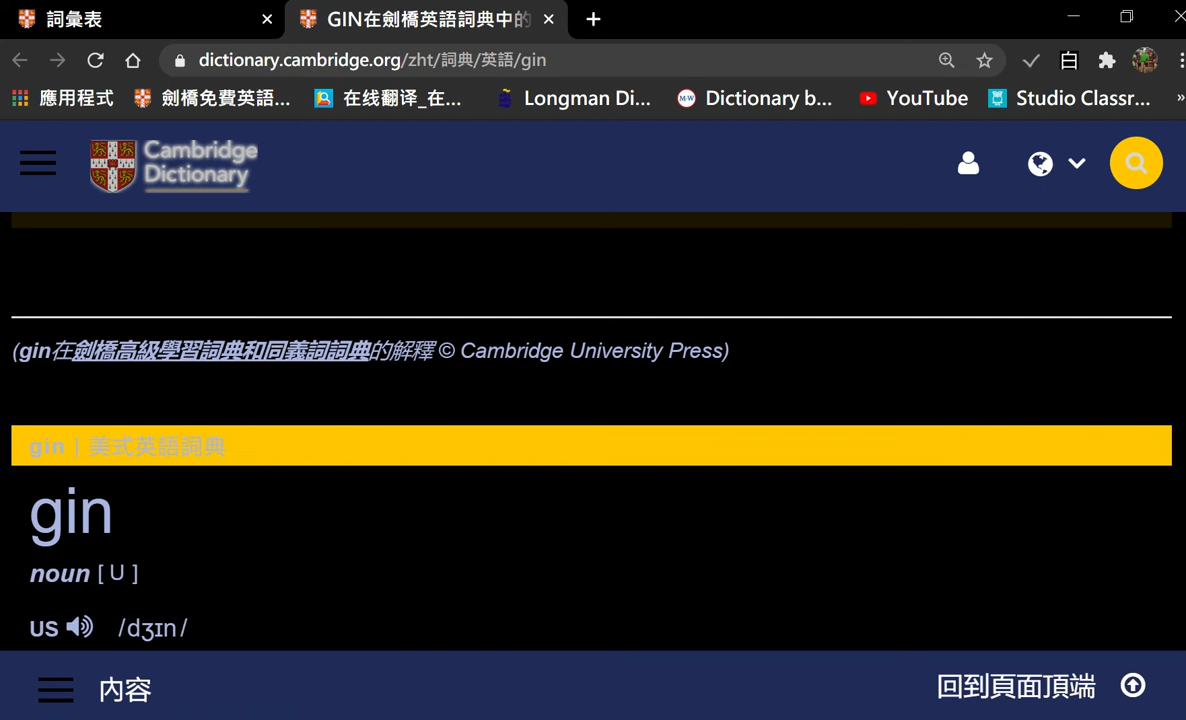 詞彙表
GIN在劍橋英語詞典中的
dictionary.cambridge.org/zht/詞典/英語/gin
白
應用程式
劍橋免費英語...
在线翻译_在...
Longman Di...
M-W
Dictionary b...
YouTube
Studio Classr...
»
Cambridge
Dictionary
(gin在劍橋高級學習詞典和同義詞詞典的解釋 © Cambridge University Press)
gin | 美式英語詞典
gin
noun [ U ]
US /dʒɪn/
內容
回到頁面頂端